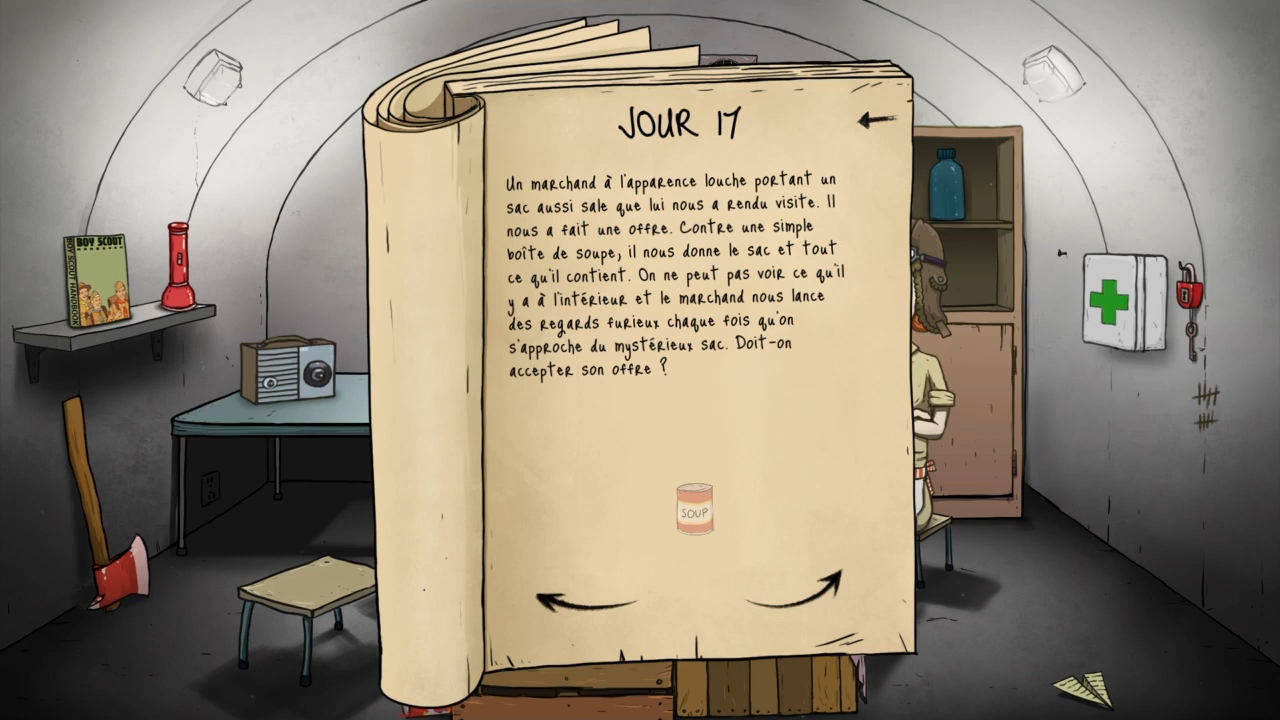 JOUR 17
Un marchand à l'apparence louche portant un
sac aussi sale que lui nous a rendu visite. Il
nous a fait une offre. Contre une simple
boîte de soupe, il nous donne le sac et tout
ce qu'il contient. On ne peut pas voir ce qu'il
y a à l'intérieur et le marchand nous lance
des regards furieux chaque fois qu'on
s'approche du mystérieux sac. Doit-on
accepter son offre ?
SOUP
BOY SCOUT
BOY SCOUT HANDBOOK